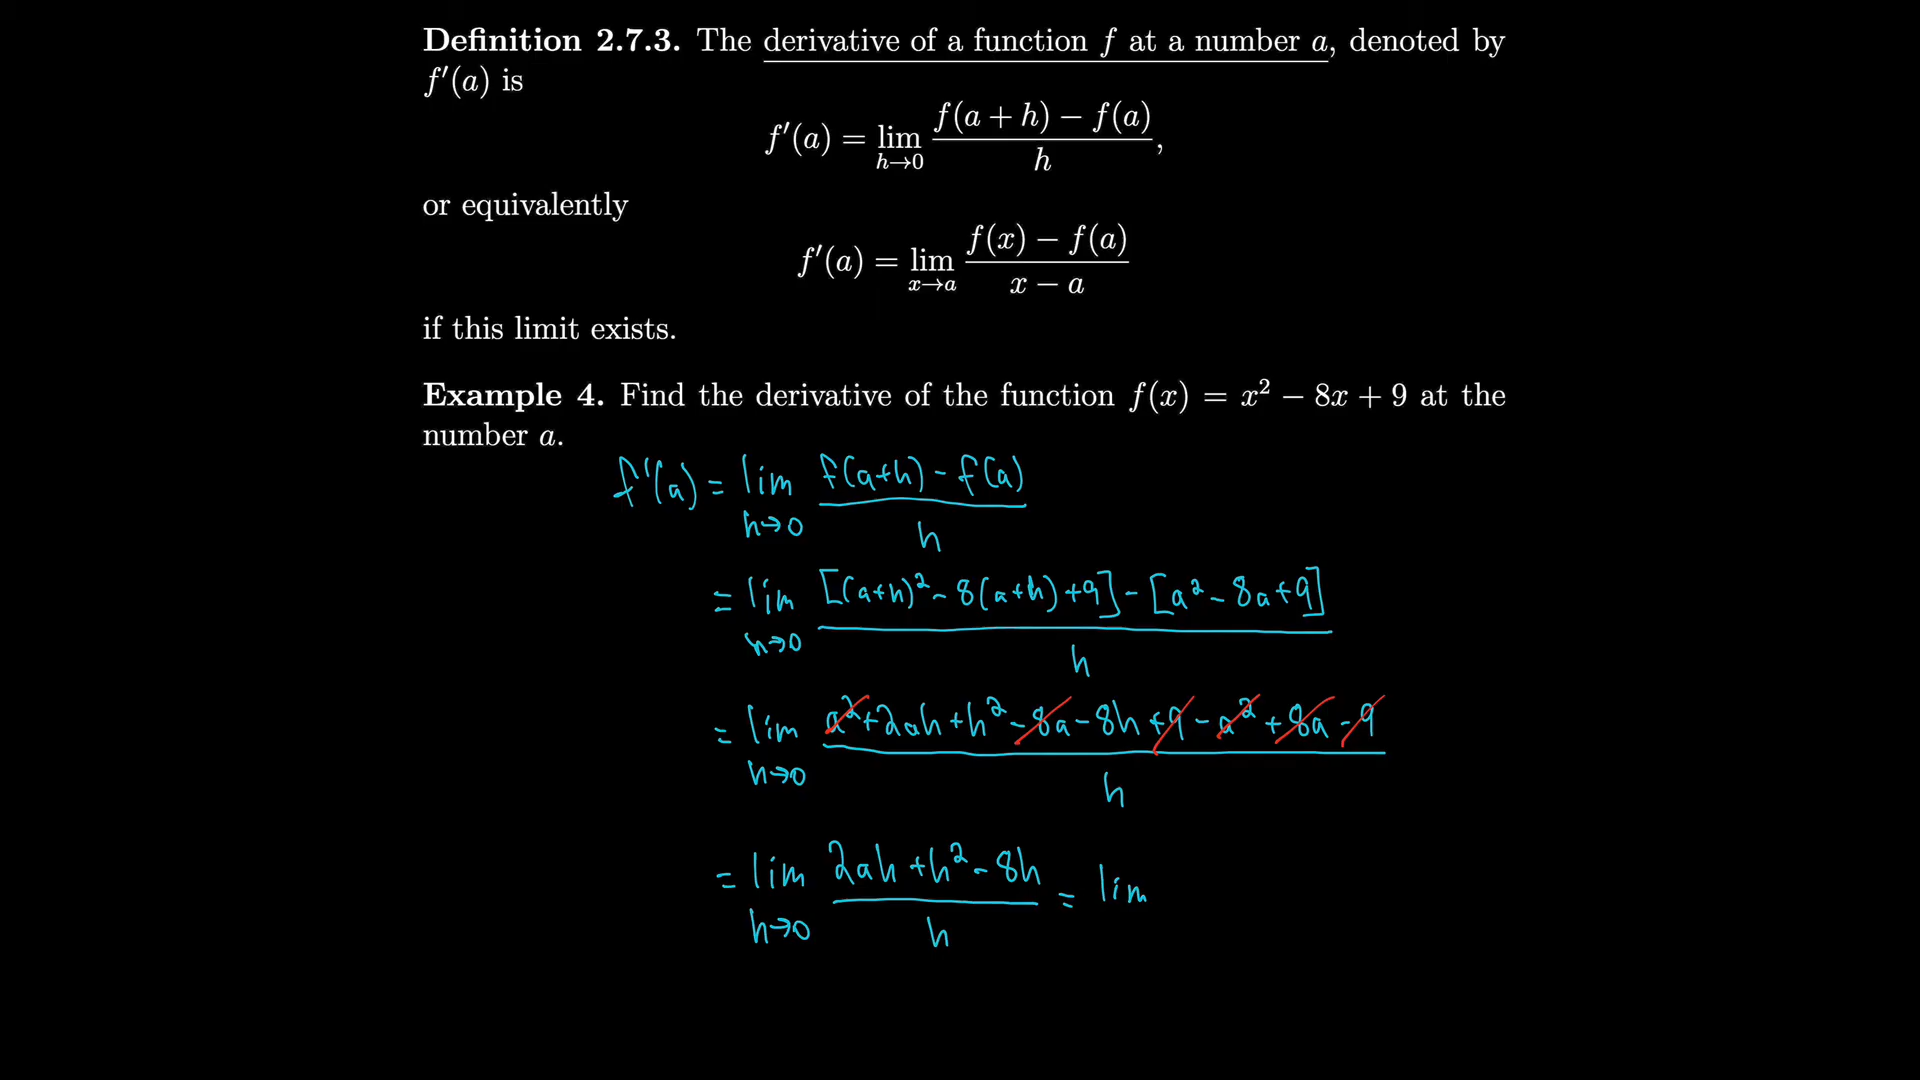 Definition 2.7.3. The derivative of a function f at a number a, denoted by
f′(a) is
f′(a) = lim_{h→0} (f(a + h) − f(a))/h,
or equivalently
f′(a) = lim_{x→a} (f(x) − f(a))/(x − a)
if this limit exists.
Example 4. Find the derivative of the function f(x) = x² − 8x + 9 at the
number a.
f′(a) = lim_{h→0} (f(a+h) − f(a))/h
= lim_{h→0} ([(a+h)² − 8(a+h) + 9] − [a² − 8a + 9])/h
= lim_{h→0} (a² + 2ah + h² − 8a − 8h + 9 − a² + 8a − 9)/h
= lim_{h→0} (2ah + h² − 8h)/h = lim